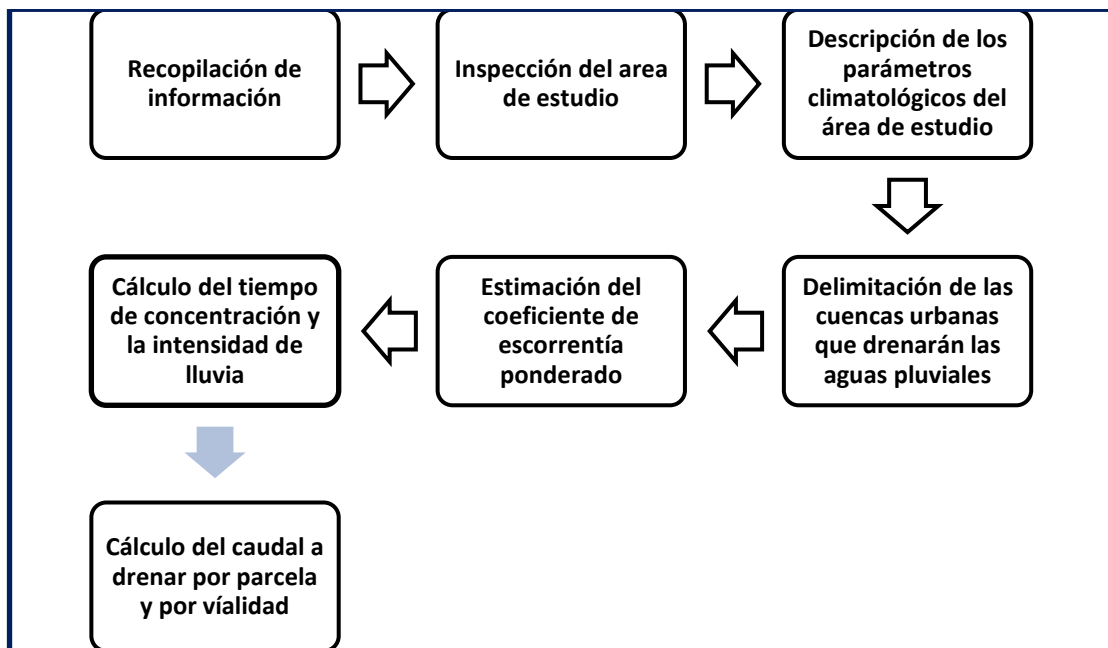 Recopilación de
información
Inspección del area
de estudio
Descripción de los
parámetros
climatológicos del
área de estudio
Delimitación de las
cuencas urbanas
que drenarán las
aguas pluviales
Estimación del
coeficiente de
escorrentía
ponderado
Cálculo del tiempo
de concentración y
la intensidad de
lluvia
Cálculo del caudal a
drenar por parcela
y por víalidad